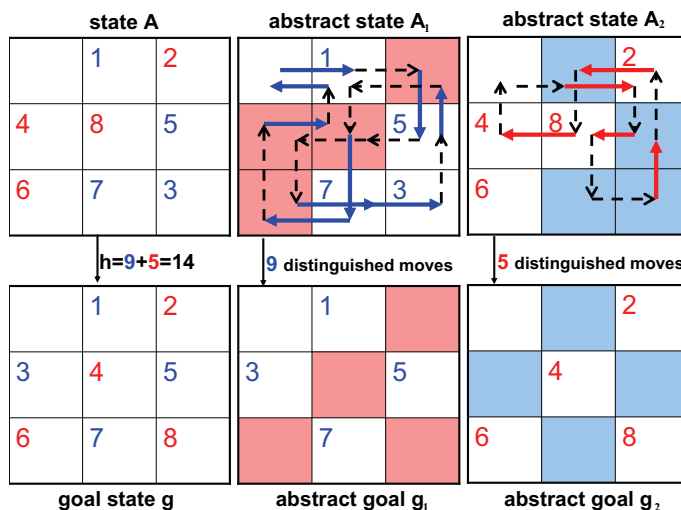 state A abstract state A₁ abstract state A₂
1 2 1 2
4 8 5 5 4 8
6 7 3 7 3 6
h=9+5=14 9 distinguished moves 5 distinguished moves
1 2 1 2
3 4 5 3 5 4
6 7 8 7 6 8
goal state g abstract goal g₁ abstract goal g₂